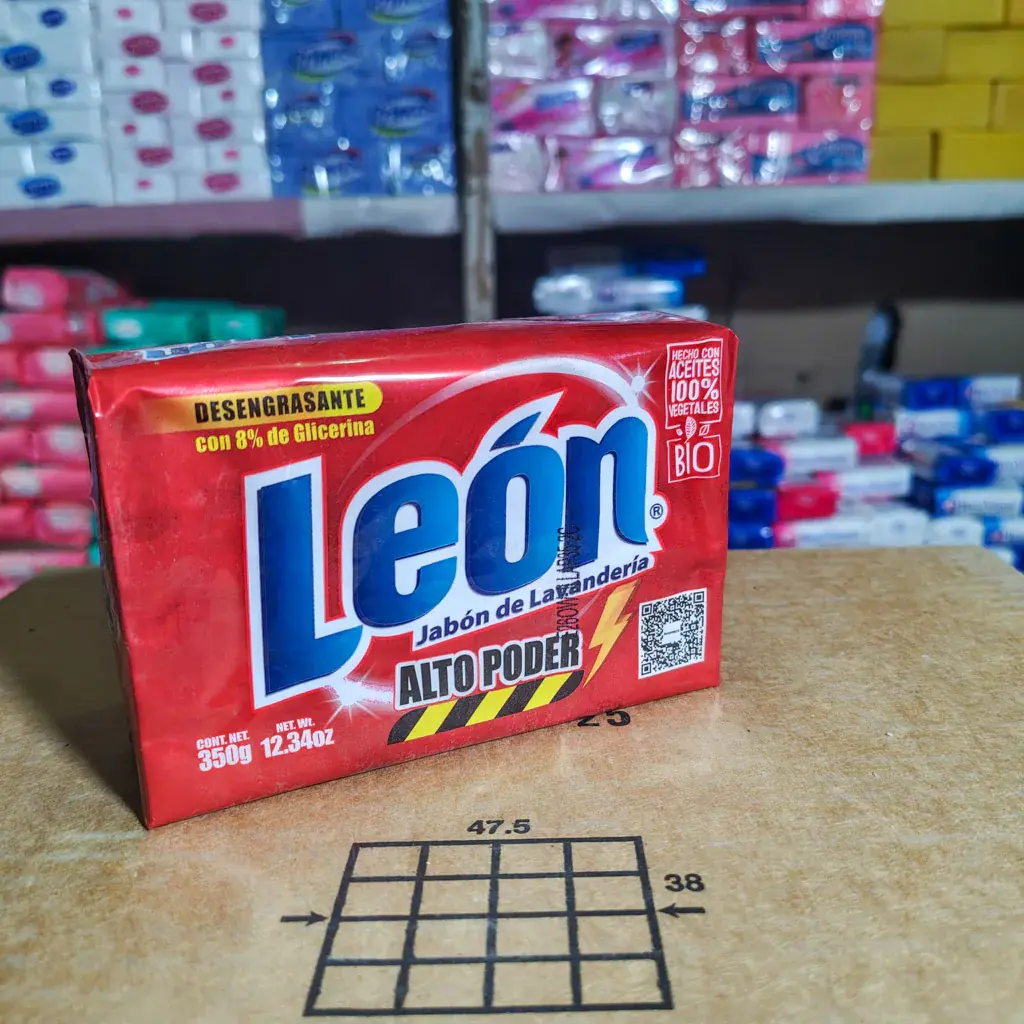 DESENGRASANTE
con 8% de Glicerina
León®
Jabón de Lavandería
ALTO PODER
HECHO CON
ACEITES
100%
VEGETALES
BIO
CONT. NET.
350g
NET. Wt.
12.34oz
25
47.5
38